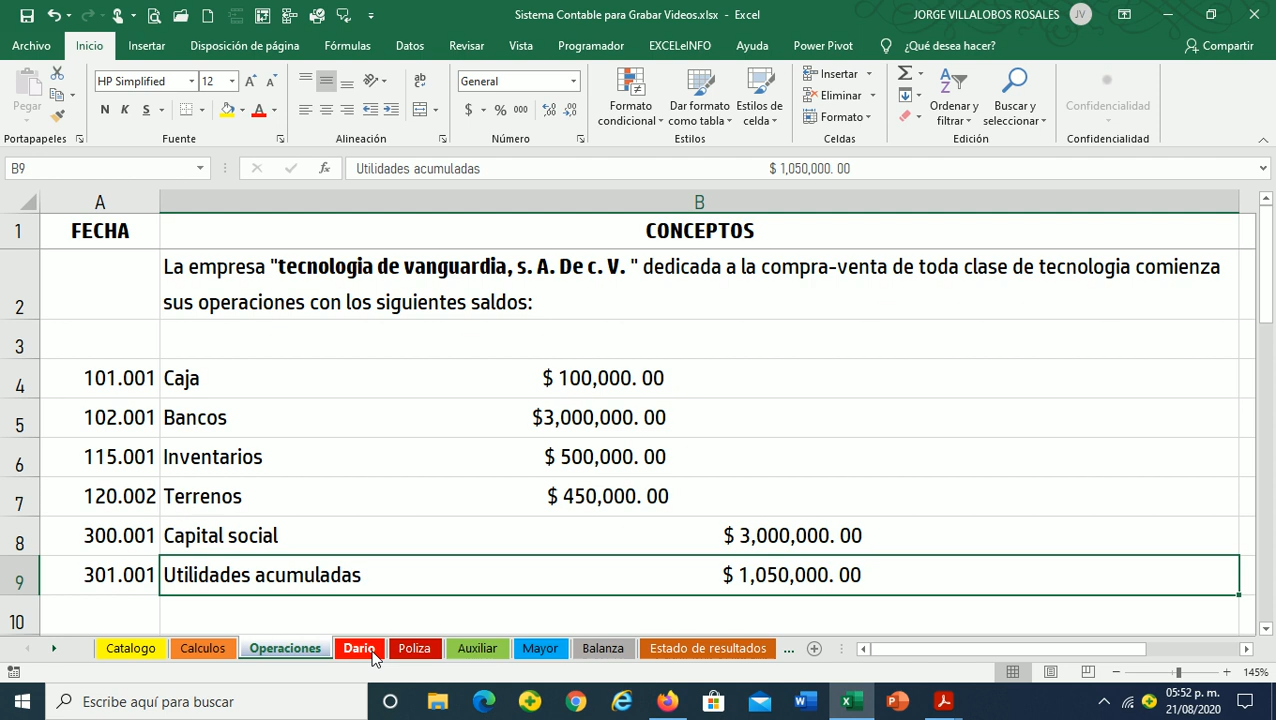 Sistema Contable para Grabar Videos.xlsx - Excel
JORGE VILLALOBOS ROSALES
JV
Archivo Inicio Insertar Disposición de página Fórmulas Datos Revisar Vista Programador EXCELeINFO Ayuda Power Pivot ¿Qué desea hacer? Compartir
Pegar
HP Simplified 12
N K S
General
$ % 000
Formato condicional
Dar formato como tabla
Estilos de celda
Insertar
Eliminar
Formato
Ordenar y filtrar
Buscar y seleccionar
Confidencialidad
Portapapeles Fuente Alineación Número Estilos Celdas Edición Confidencialidad
B9 fx Utilidades acumuladas $ 1,050,000. 00
A B
1 FECHA CONCEPTOS
La empresa "tecnologia de vanguardia, s. A. De c. V. " dedicada a la compra-venta de toda clase de tecnologia comienza
2 sus operaciones con los siguientes saldos:
3
4 101.001 Caja $ 100,000. 00
5 102.001 Bancos $3,000,000. 00
6 115.001 Inventarios $ 500,000. 00
7 120.002 Terrenos $ 450,000. 00
8 300.001 Capital social $ 3,000,000. 00
9 301.001 Utilidades acumuladas $ 1,050,000. 00
10
Catalogo Calculos Operaciones Dario Poliza Auxiliar Mayor Balanza Estado de resultados ...
145%
Escribe aquí para buscar
05:52 p. m.
21/08/2020